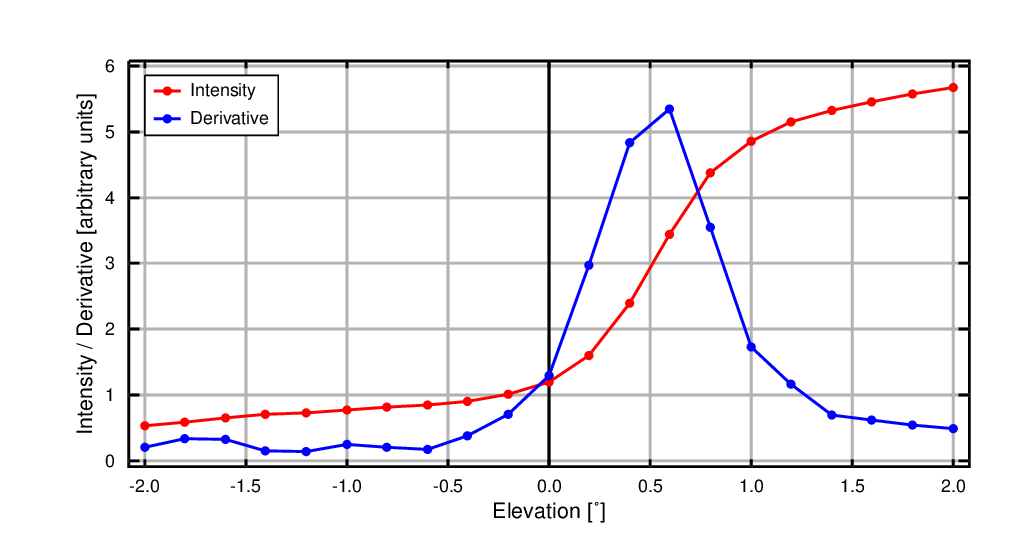 Intensity
Derivative
Intensity / Derivative [arbitrary units]
6
5
4
3
2
1
0
-2.0 -1.5 -1.0 -0.5 0.0 0.5 1.0 1.5 2.0
Elevation [°]